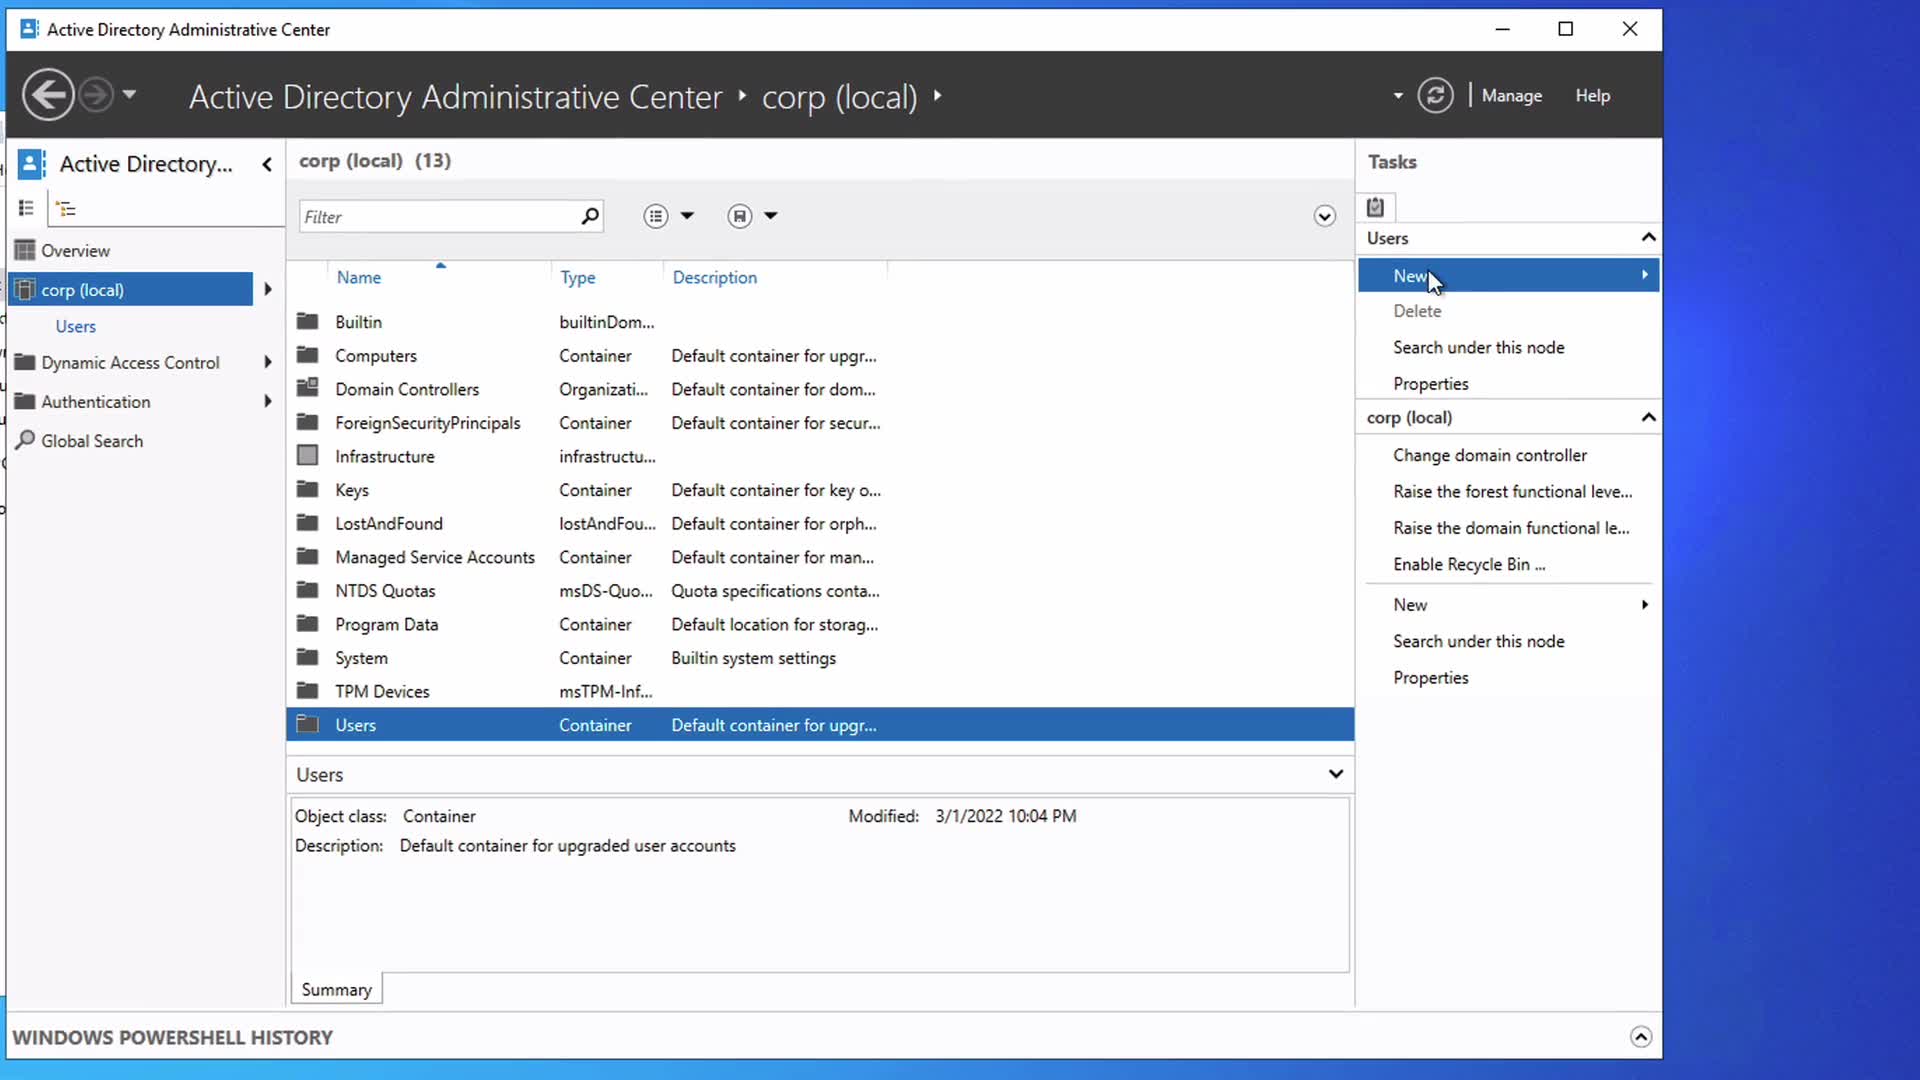 Active Directory Administrative Center
Active Directory Administrative Center corp (local)
Manage Help
Active Directory...
Overview
corp (local)
Users
Dynamic Access Control
Authentication
Global Search
corp (local) (13)
Filter
Name Type Description
Builtin builtinDom...
Computers Container Default container for upgr...
Domain Controllers Organizati... Default container for dom...
ForeignSecurityPrincipals Container Default container for secur...
Infrastructure infrastructu...
Keys Container Default container for key o...
LostAndFound lostAndFou... Default container for orph...
Managed Service Accounts Container Default container for man...
NTDS Quotas msDS-Quo... Quota specifications conta...
Program Data Container Default location for storag...
System Container Builtin system settings
TPM Devices msTPM-Inf...
Users Container Default container for upgr...
Users
Object class: Container Modified: 3/1/2022 10:04 PM
Description: Default container for upgraded user accounts
Summary
Tasks
Users
New
Delete
Search under this node
Properties
corp (local)
Change domain controller
Raise the forest functional leve...
Raise the domain functional le...
Enable Recycle Bin ...
New
Search under this node
Properties
WINDOWS POWERSHELL HISTORY